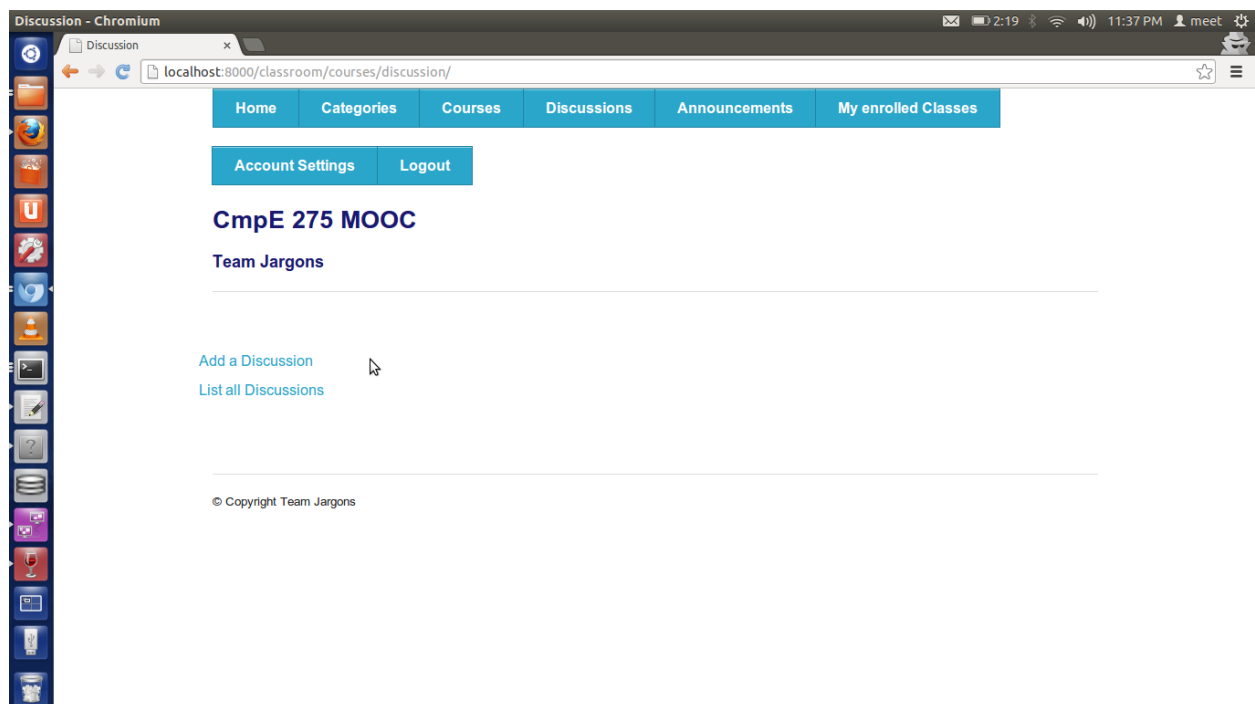 Discussion - Chromium 2:19 11:37 PM meet
Discussion
localhost:8000/classroom/courses/discussion/
Home Categories Courses Discussions Announcements My enrolled Classes
Account Settings Logout
CmpE 275 MOOC
Team Jargons
Add a Discussion
List all Discussions
© Copyright Team Jargons